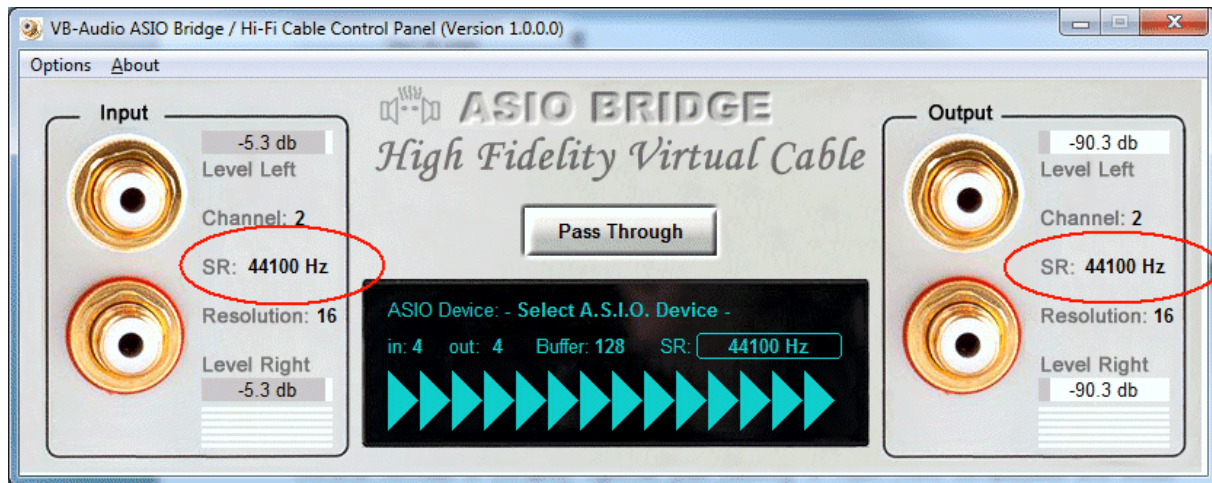 VB-Audio ASIO Bridge / Hi-Fi Cable Control Panel (Version 1.0.0.0)
Options About
Input
-5.3 db
Level Left
Channel: 2
SR: 44100 Hz
Resolution: 16
Level Right
-5.3 db
ASIO BRIDGE
High Fidelity Virtual Cable
Pass Through
ASIO Device: - Select A.S.I.O. Device -
in: 4 out: 4 Buffer: 128 SR: 44100 Hz
Output
-90.3 db
Level Left
Channel: 2
SR: 44100 Hz
Resolution: 16
Level Right
-90.3 db